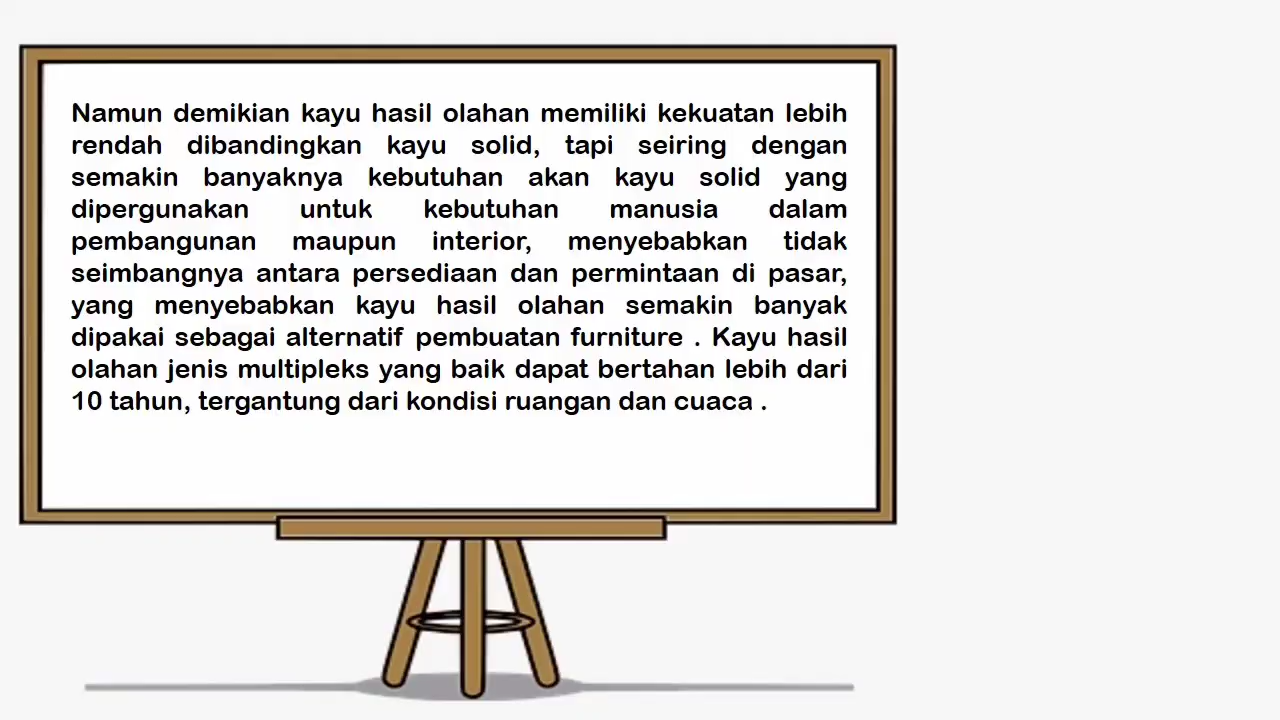 Namun demikian kayu hasil olahan memiliki kekuatan lebih
rendah dibandingkan kayu solid, tapi seiring dengan
semakin banyaknya kebutuhan akan kayu solid yang
dipergunakan untuk kebutuhan manusia dalam
pembangunan maupun interior, menyebabkan tidak
seimbangnya antara persediaan dan permintaan di pasar,
yang menyebabkan kayu hasil olahan semakin banyak
dipakai sebagai alternatif pembuatan furniture . Kayu hasil
olahan jenis multipleks yang baik dapat bertahan lebih dari
10 tahun, tergantung dari kondisi ruangan dan cuaca .